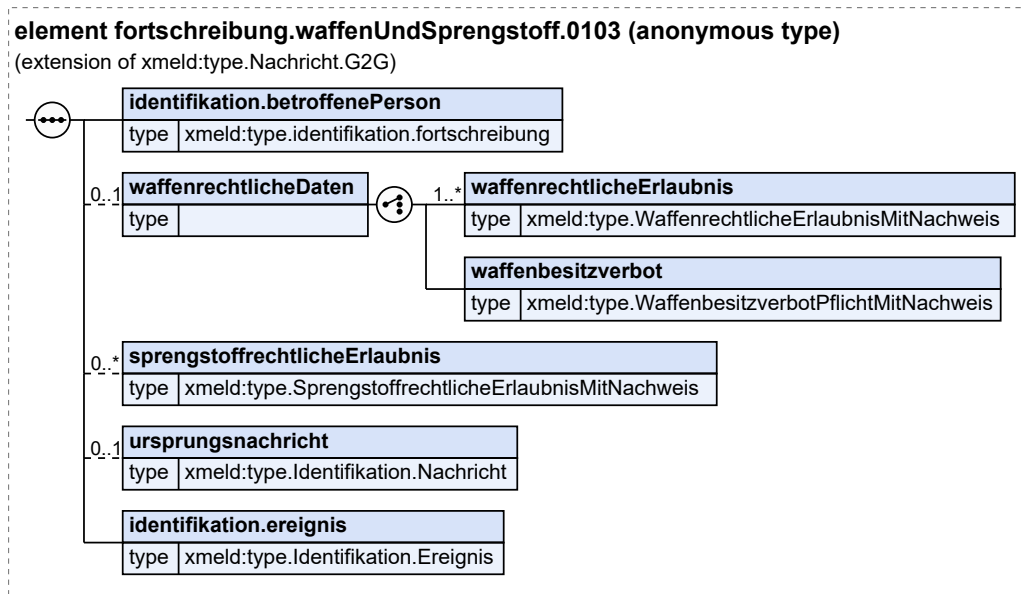 element fortschreibung.waffenUndSprengstoff.0103 (anonymous type)
(extension of xmeld:type.Nachricht.G2G)
identifikation.betroffenePerson
type xmeld:type.identifikation.fortschreibung
0..1 waffenrechtlicheDaten
type
1..* waffenrechtlicheErlaubnis
type xmeld:type.WaffenrechtlicheErlaubnisMitNachweis
waffenbesitzverbot
type xmeld:type.WaffenbesitzverbotPflichtMitNachweis
0..* sprengstoffrechtlicheErlaubnis
type xmeld:type.SprengstoffrechtlicheErlaubnisMitNachweis
0..1 ursprungsnachricht
type xmeld:type.Identifikation.Nachricht
identifikation.ereignis
type xmeld:type.Identifikation.Ereignis